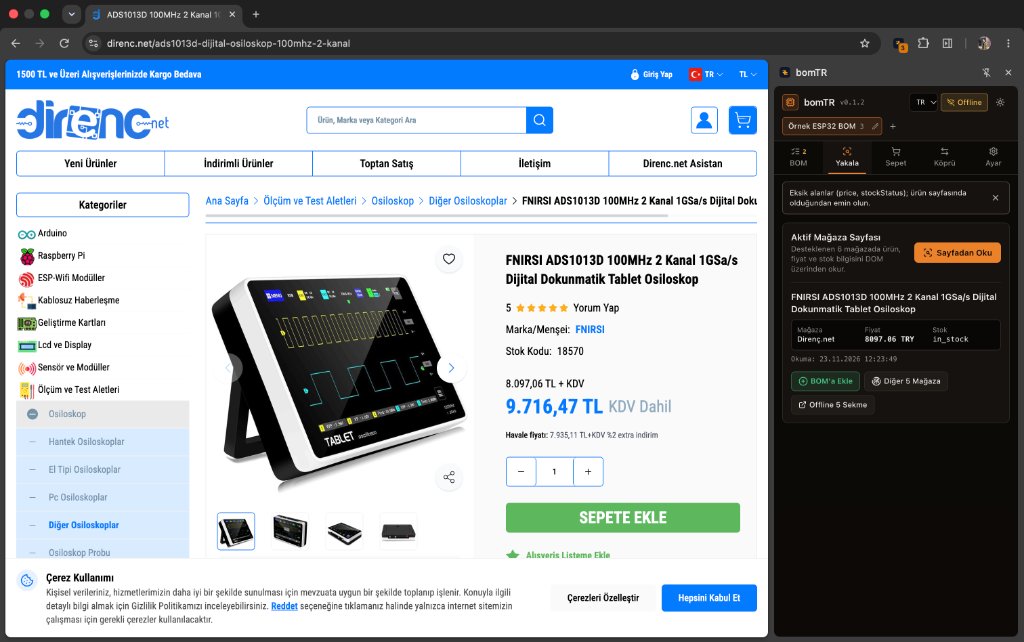 ADS1013D 100MHz 2 Kanal 1G
direnc.net/ads1013d-dijital-osiloskop-100mhz-2-kanal
3
1500 TL ve Üzeri Alışverişlerinizde Kargo Bedava
Giriş Yap
TR
TL
direnc.net
Ürün, Marka veya Kategori Ara
Yeni Ürünler
İndirimli Ürünler
Toptan Satış
İletişim
Direnc.net Asistan
Kategoriler
Arduino
Raspberry Pi
ESP-Wifi Modüller
Kablosuz Haberleşme
Geliştirme Kartları
Lcd ve Display
Sensör ve Modüller
Ölçüm ve Test Aletleri
Osiloskop
Hantek Osiloskoplar
El Tipi Osiloskoplar
Pc Osiloskoplar
Diğer Osiloskoplar
Osiloskop Probu
Ana Sayfa > Ölçüm ve Test Aletleri > Osiloskop > Diğer Osiloskoplar > FNIRSI ADS1013D 100MHz 2 Kanal 1GSa/s Dijital Doku
TABLET
FNIRSI ADS1013D 100MHz 2 Kanal 1GSa/s
Dijital Dokunmatik Tablet Osiloskop
5
Yorum Yap
Marka/Menşei: FNIRSI
Stok Kodu: 18570
8.097,06 TL + KDV
9.716,47 TL KDV Dahil
Havale fiyatı: 7.935,11 TL+KDV %2 extra indirim
− 1 +
SEPETE EKLE
Alışveriş Listeme Ekle
Çerez Kullanımı
Kişisel verileriniz, hizmetlerimizin daha iyi bir şekilde sunulması için mevzuata uygun bir şekilde toplanıp işlenir. Konuyla ilgili
detaylı bilgi almak için Gizlilik Politikamızı inceleyebilirsiniz. Reddet seçeneğine tıklamanız halinde yalnızca internet sitemizin
çalışması için gerekli çerezler kullanılacaktır.
Çerezleri Özelleştir
Hepsini Kabul Et
bomTR
bomTR v0.1.2
TR
Offline
Örnek ESP32 BOM 3
+
2
BOM
Yakala
Sepet
Köprü
Ayar
Eksik alanlar (price, stockStatus); ürün sayfasında
olduğundan emin olun.
Aktif Mağaza Sayfası
Desteklenen 6 mağazada ürün,
fiyat ve stok bilgisini DOM
üzerinden okur.
Sayfadan Oku
FNIRSI ADS1013D 100MHz 2 Kanal 1GSa/s Dijital
Dokunmatik Tablet Osiloskop
Mağaza
Direnç.net
Fiyat
8097.06 TRY
Stok
in_stock
Okuma: 23.11.2026 12:23:49
BOM'a Ekle
Diğer 5 Mağaza
Offline 5 Sekme